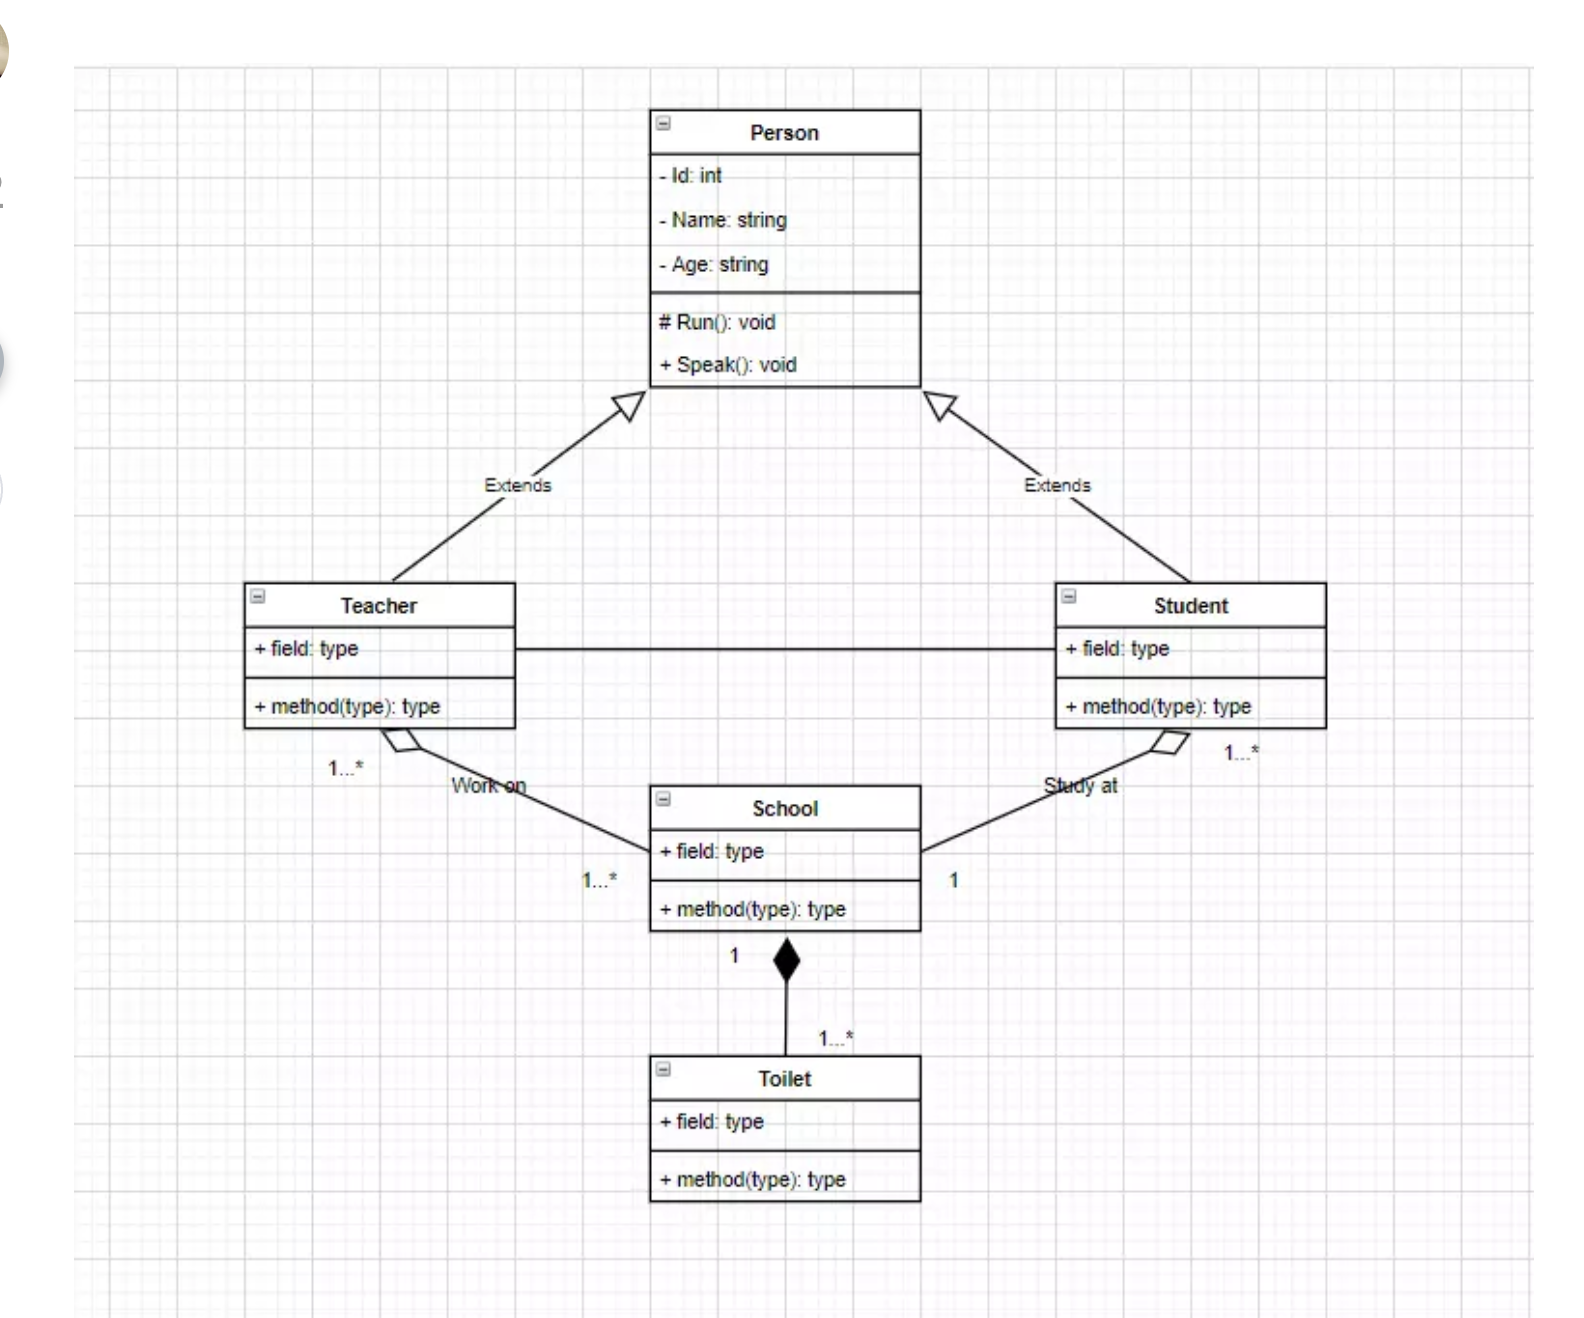 Person
- Id: int
- Name: string
- Age: string
# Run(): void
+ Speak(): void
Extends
Extends
Teacher
+ field: type
+ method(type): type
Student
+ field: type
+ method(type): type
1...*
Work on
1...*
Study at
1...*
1
School
+ field: type
+ method(type): type
1
1...*
Toilet
+ field: type
+ method(type): type